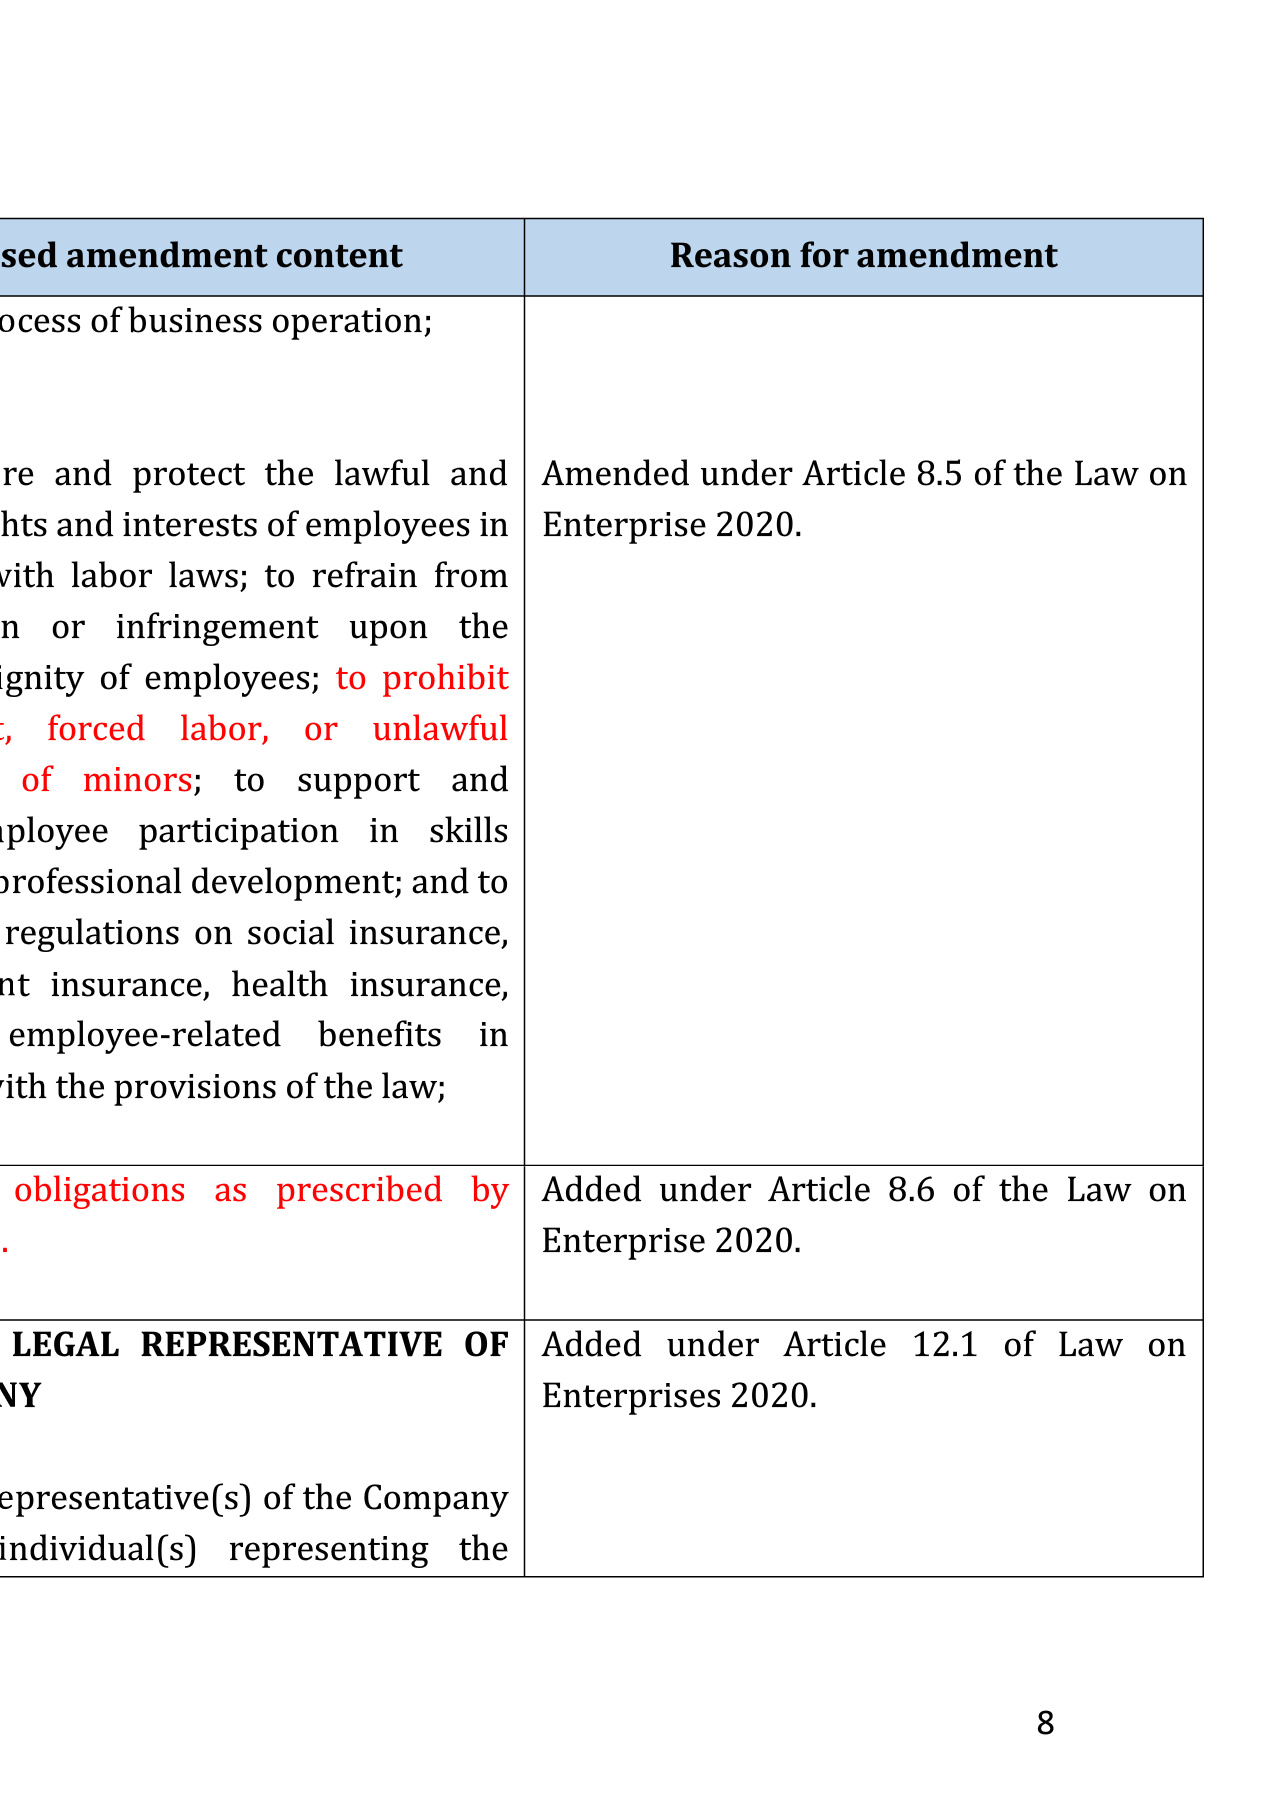 sed amendment content
Reason for amendment
ocess of business operation;
re and protect the lawful and
hts and interests of employees in
with labor laws; to refrain from
n or infringement upon the
ignity of employees; to prohibit
t, forced labor, or unlawful
of minors; to support and
mployee participation in skills
professional development; and to
regulations on social insurance,
nt insurance, health insurance,
employee-related benefits in
with the provisions of the law;
Amended under Article 8.5 of the Law on
Enterprise 2020.
obligations as prescribed by
.
Added under Article 8.6 of the Law on
Enterprise 2020.
LEGAL REPRESENTATIVE OF
NY
epresentative(s) of the Company
individual(s) representing the
Added under Article 12.1 of Law on
Enterprises 2020.
8